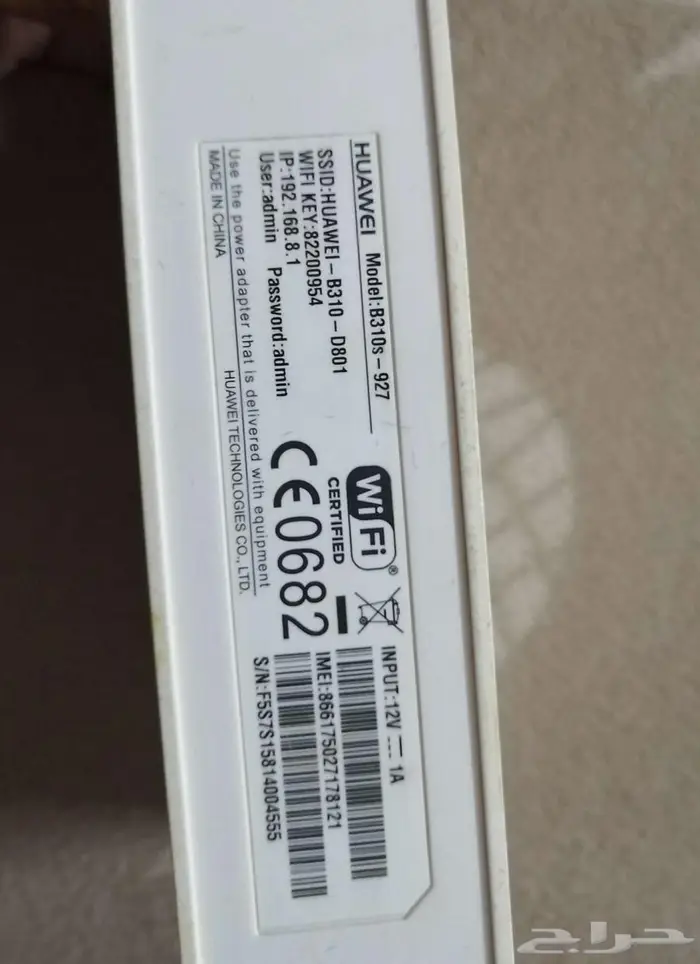 HUAWEI Model:B310s-927
SSID:HUAWEI-B310-D801
WIFI KEY:82200954
IP:192.168.8.1
User:admin Password:admin
Use the power adapter that is delivered with equipment
MADE IN CHINA HUAWEI TECHNOLOGIES CO., LTD.
Wi Fi®
CERTIFIED
CE0682
INPUT:12V 1A
IMEI:866175027178121
S/N:F5S7S15814004555
حراج